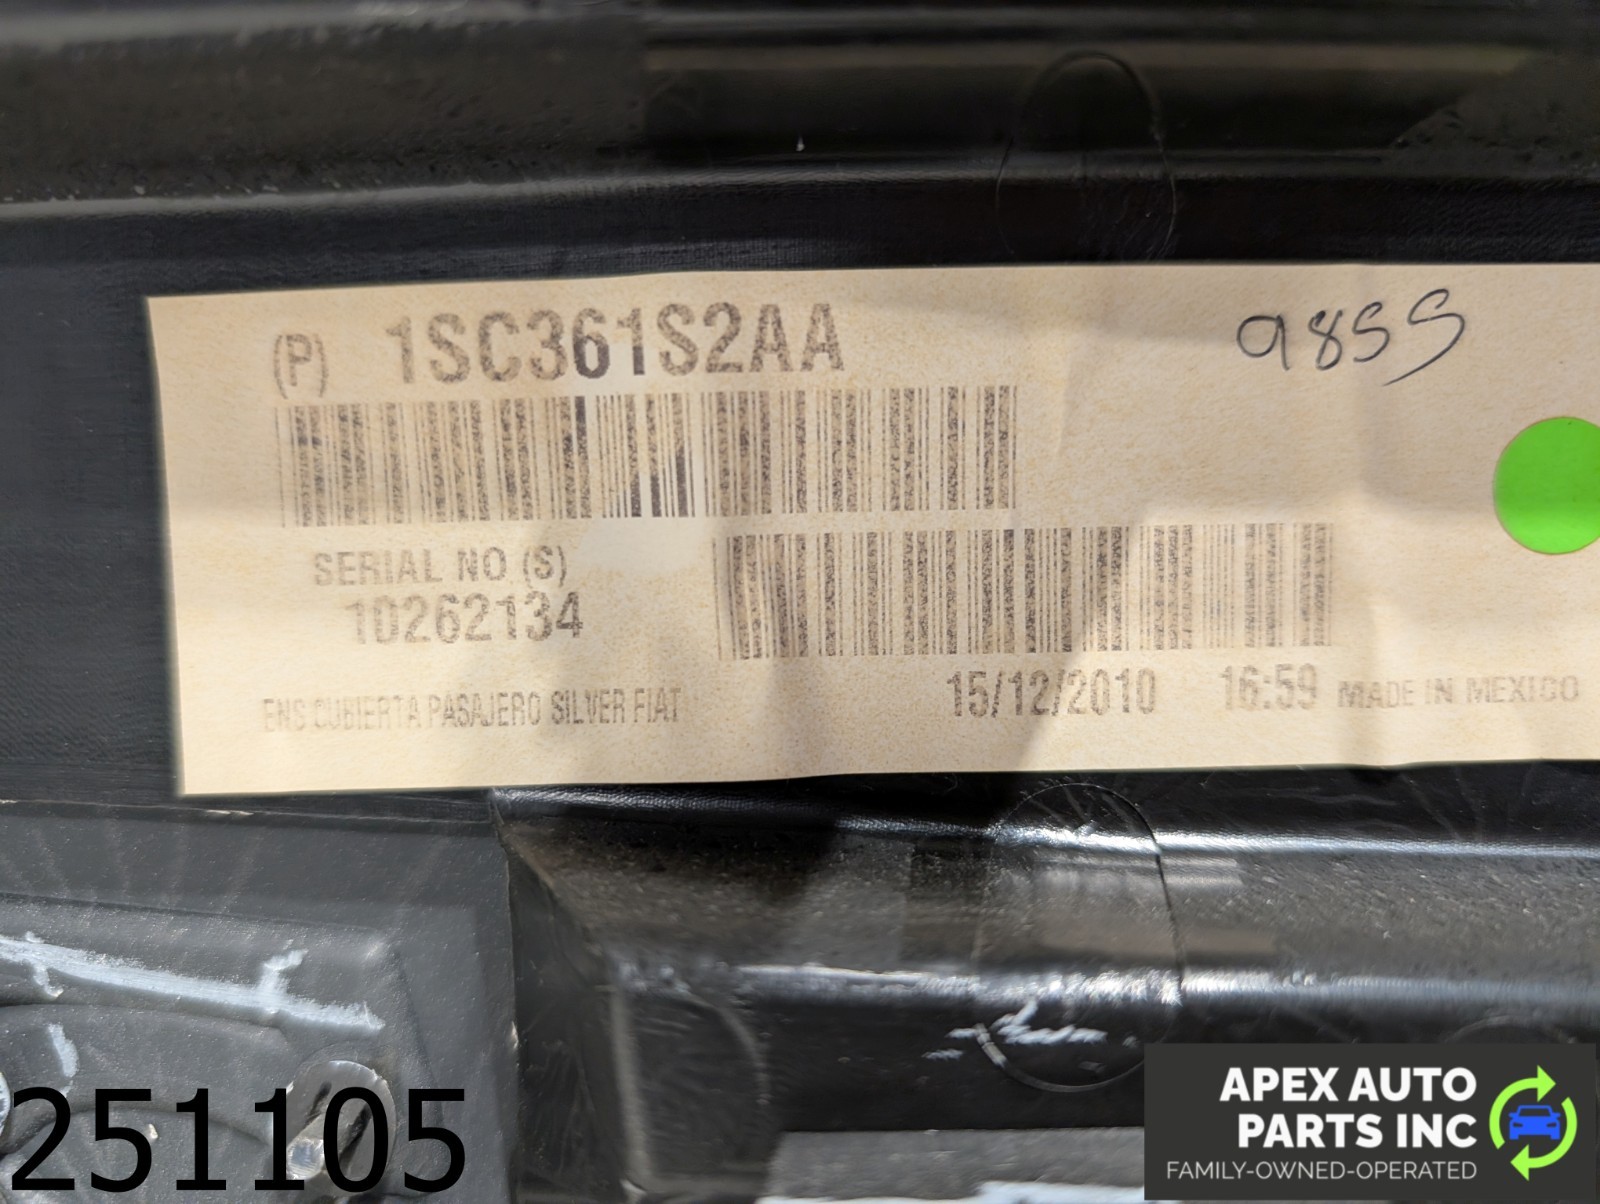 (P) 1SC361S2AA
9855
SERIAL NO (S)
10262134
ENS CUBIERTA PASAJERO SILVER FIAT
15/12/2010 16:59 MADE IN MEXICO
251105
APEX AUTO
PARTS INC
FAMILY-OWNED-OPERATED